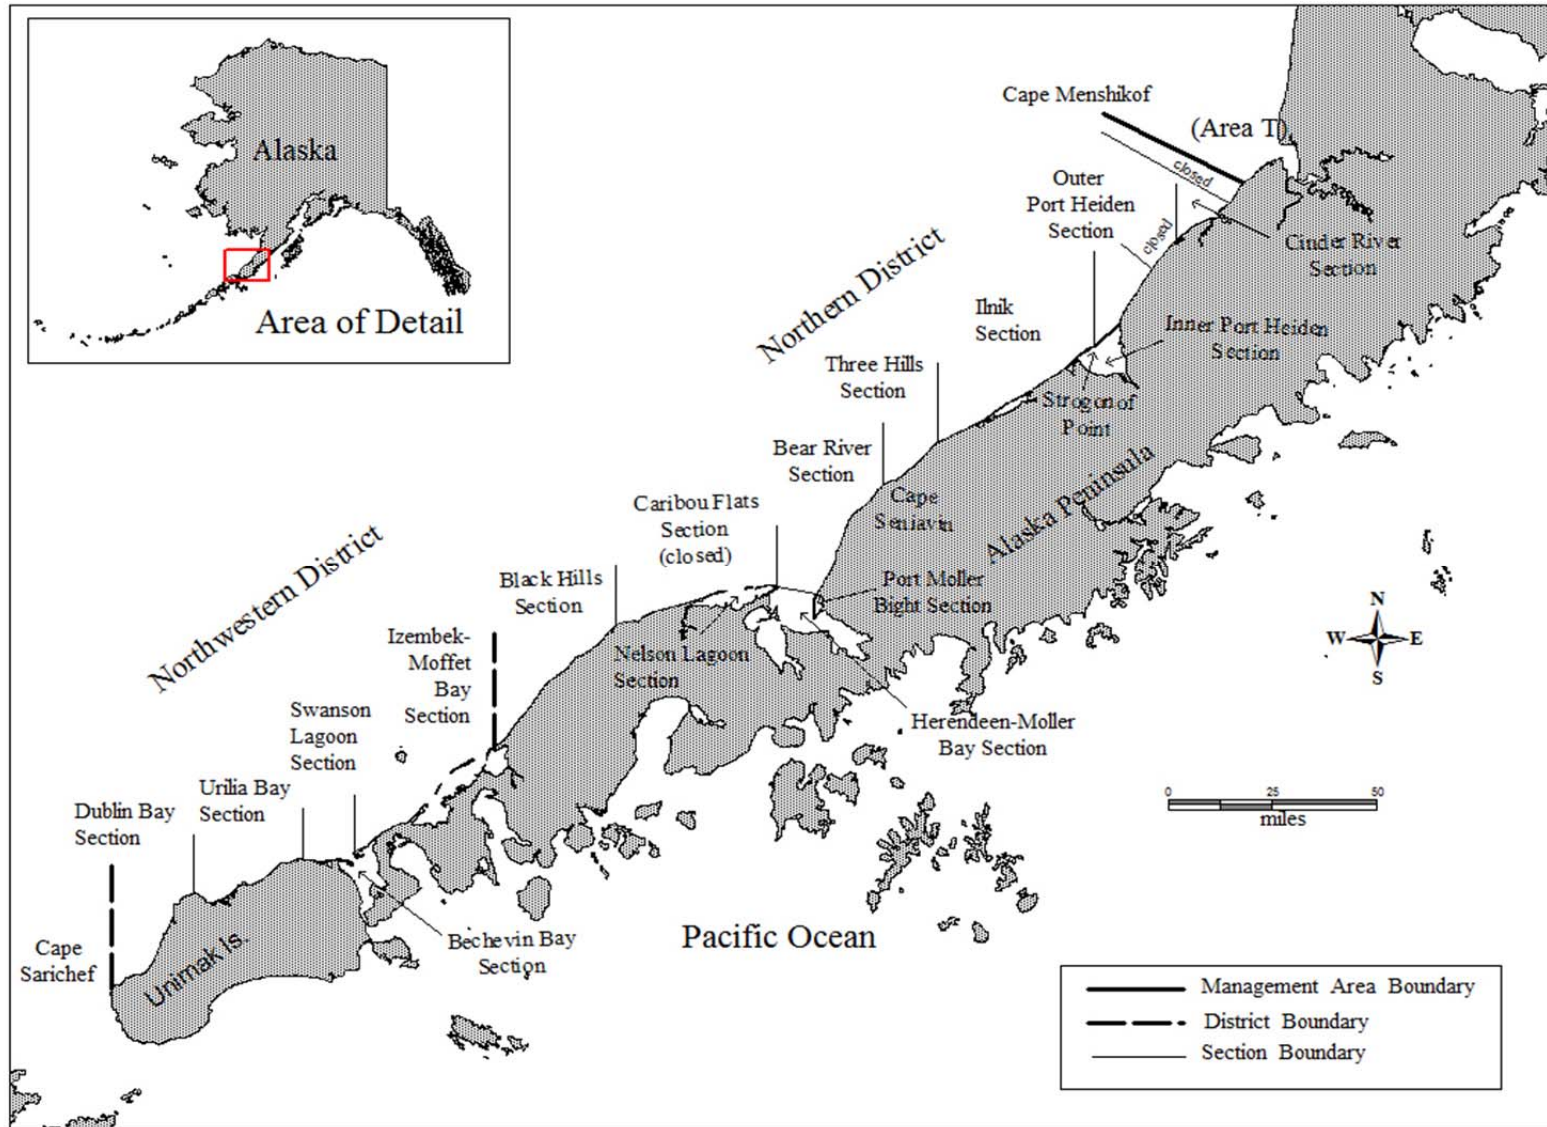 Alaska
Area of Detail
Cape Menshikof
(Area T)
closed
Outer
Port Heiden
Section
closed
Cinder River
Section
Northern District
Ilnik
Section
Inner Port Heiden
Section
Three Hills
Section
Strogonof
Point
Bear River
Section
Cape
Seniavin
Alaska Peninsula
Caribou Flats
Section
(closed)
Northwestern District
Black Hills
Section
Port Moller
Bight Section
Izembek-
Moffet
Bay
Section
Nelson Lagoon
Section
N
W E
S
Swanson
Lagoon
Section
Herendeen-Moller
Bay Section
Urilia Bay
Section
Dublin Bay
Section
0 25 50
miles
Cape
Sarichef
Unimak Is.
Bechevin Bay
Section
Pacific Ocean
Management Area Boundary
District Boundary
Section Boundary